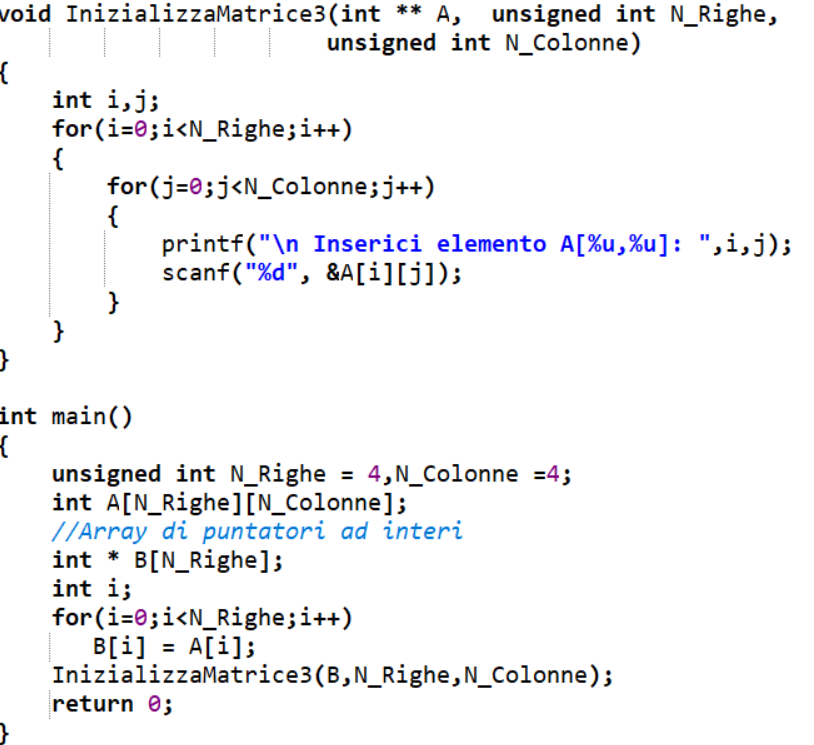 void InizializzaMatrice3(int ** A,  unsigned int N_Righe,
                         unsigned int N_Colonne)
{
    int i,j;
    for(i=0;i<N_Righe;i++)
    {
        for(j=0;j<N_Colonne;j++)
        {
            printf("\n Inserici elemento A[%u,%u]: ",i,j);
            scanf("%d", &A[i][j]);
        }
    }
}

int main()
{
    unsigned int N_Righe = 4,N_Colonne =4;
    int A[N_Righe][N_Colonne];
    //Array di puntatori ad interi
    int * B[N_Righe];
    int i;
    for(i=0;i<N_Righe;i++)
       B[i] = A[i];
    InizializzaMatrice3(B,N_Righe,N_Colonne);
    return 0;
}